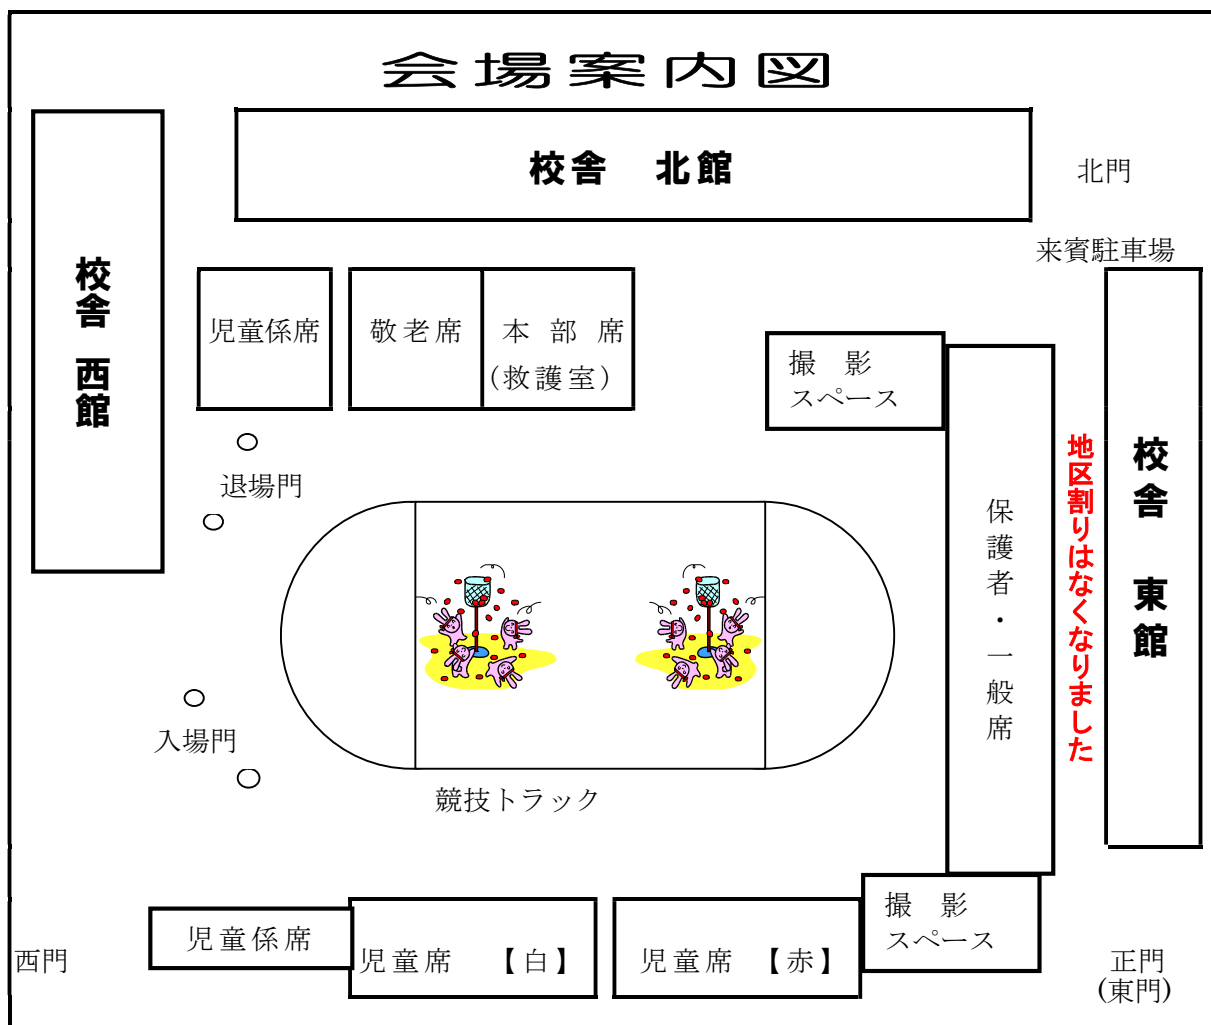 会場案内図
校舎　北館
北門
来賓駐車場
校舎　西館
児童係席
敬老席
本部席
(救護室)
撮　影
スペース
保護者・一般席
地区割りはなくなりました
校舎　東館
退場門
入場門
競技トラック
西門
児童係席
児童席　【白】
児童席　【赤】
撮　影
スペース
正門
(東門)